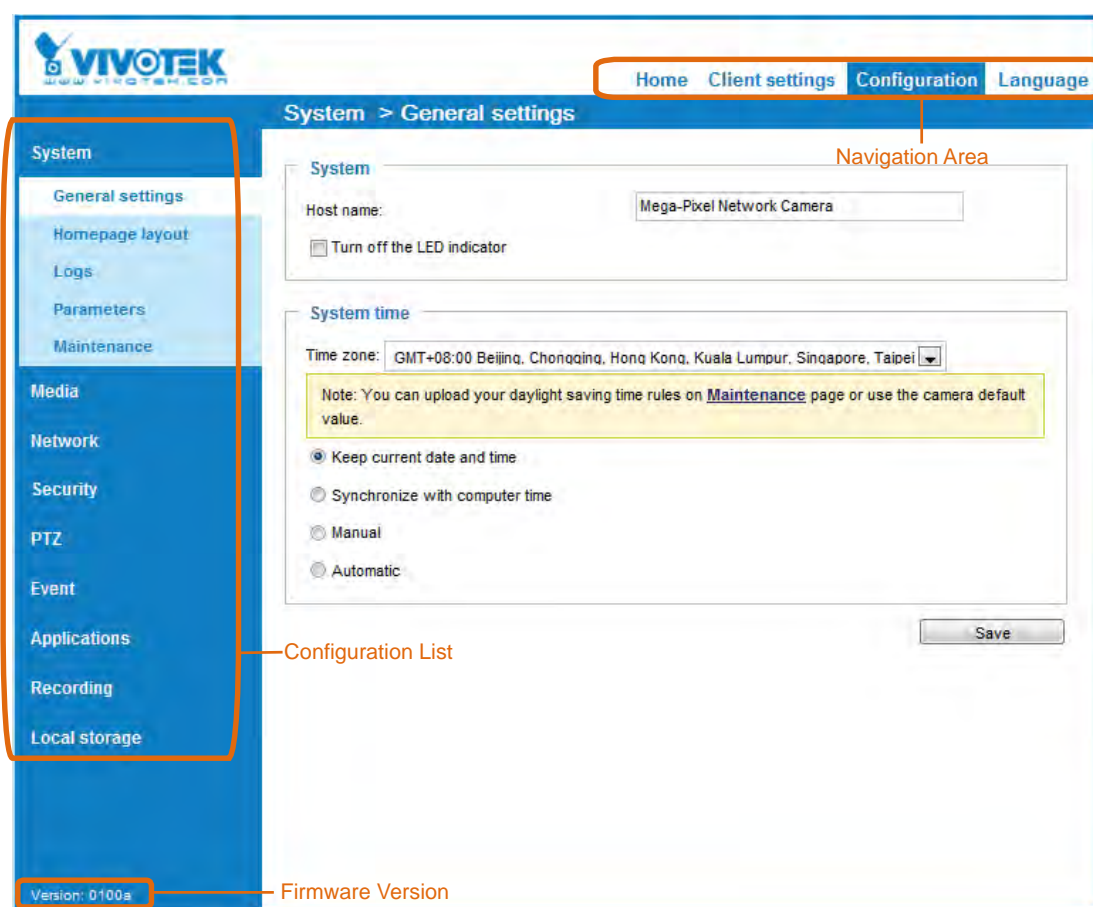 VIVOTEK
www.vivotek.com
Home Client settings Configuration Language
System > General settings
Navigation Area
System
General settings
Homepage layout
Logs
Parameters
Maintenance
Media
Network
Security
PTZ
Event
Applications
Recording
Local storage
Configuration List
Version: 0100a
Firmware Version
System
Host name: Mega-Pixel Network Camera
Turn off the LED indicator
System time
Time zone: GMT+08:00 Beijing, Chongqing, Hong Kong, Kuala Lumpur, Singapore, Taipei
Note: You can upload your daylight saving time rules on Maintenance page or use the camera default
value.
Keep current date and time
Synchronize with computer time
Manual
Automatic
Save